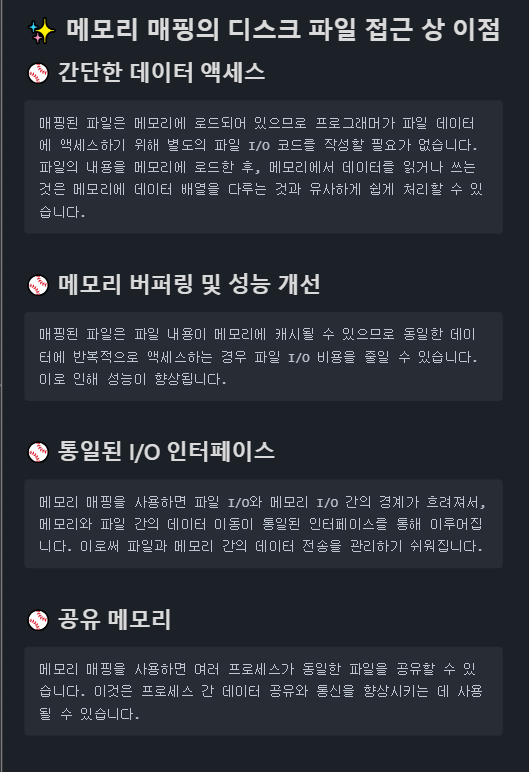 메모리 매핑의 디스크 파일 접근 상 이점
간단한 데이터 액세스
매핑된 파일은 메모리에 로드되어 있으므로 프로그래머가 파일 데이터
에 액세스하기 위해 별도의 파일 I/O 코드를 작성할 필요가 없습니다.
파일의 내용을 메모리에 로드한 후, 메모리에서 데이터를 읽거나 쓰는
것은 메모리에 데이터 배열을 다루는 것과 유사하게 쉽게 처리할 수 있
습니다.
메모리 버퍼링 및 성능 개선
매핑된 파일은 파일 내용이 메모리에 캐시될 수 있으므로 동일한 데이
터에 반복적으로 액세스하는 경우 파일 I/O 비용을 줄일 수 있습니다.
이로 인해 성능이 향상됩니다.
통일된 I/O 인터페이스
메모리 매핑을 사용하면 파일 I/O와 메모리 I/O 간의 경계가 흐려져서,
메모리와 파일 간의 데이터 이동이 통일된 인터페이스를 통해 이루어집
니다. 이로써 파일과 메모리 간의 데이터 전송을 관리하기 쉬워집니다.
공유 메모리
메모리 매핑을 사용하면 여러 프로세스가 동일한 파일을 공유할 수 있
습니다. 이것은 프로세스 간 데이터 공유와 통신을 향상시키는 데 사용
될 수 있습니다.